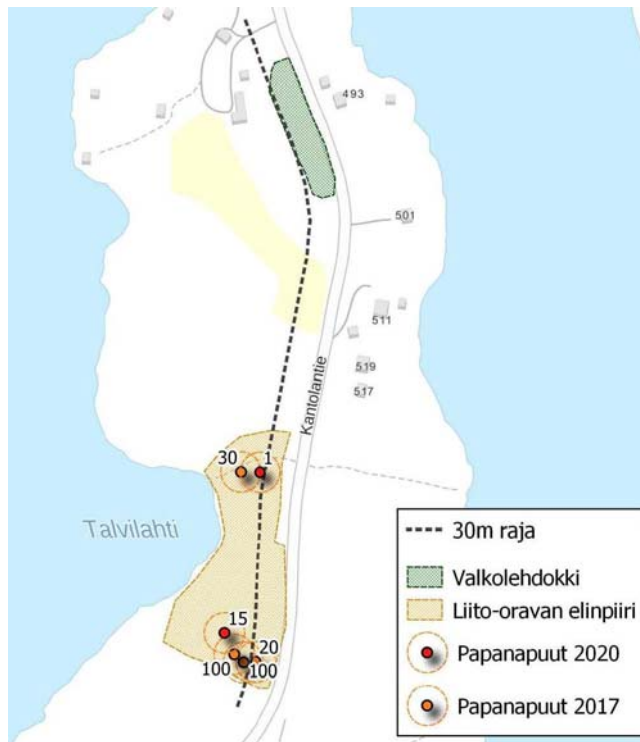 493
501
511
519
517
Kantolantie
30 1
Talvilahti
15
20
100 100
30m raja
Valkolehdokki
Liito-oravan elinpiiri
Papanapuut 2020
Papanapuut 2017